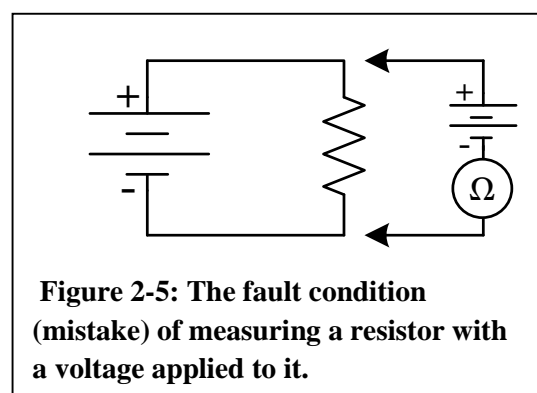 +
-
+
-
Ω
Figure 2-5: The fault condition
(mistake) of measuring a resistor with
a voltage applied to it.